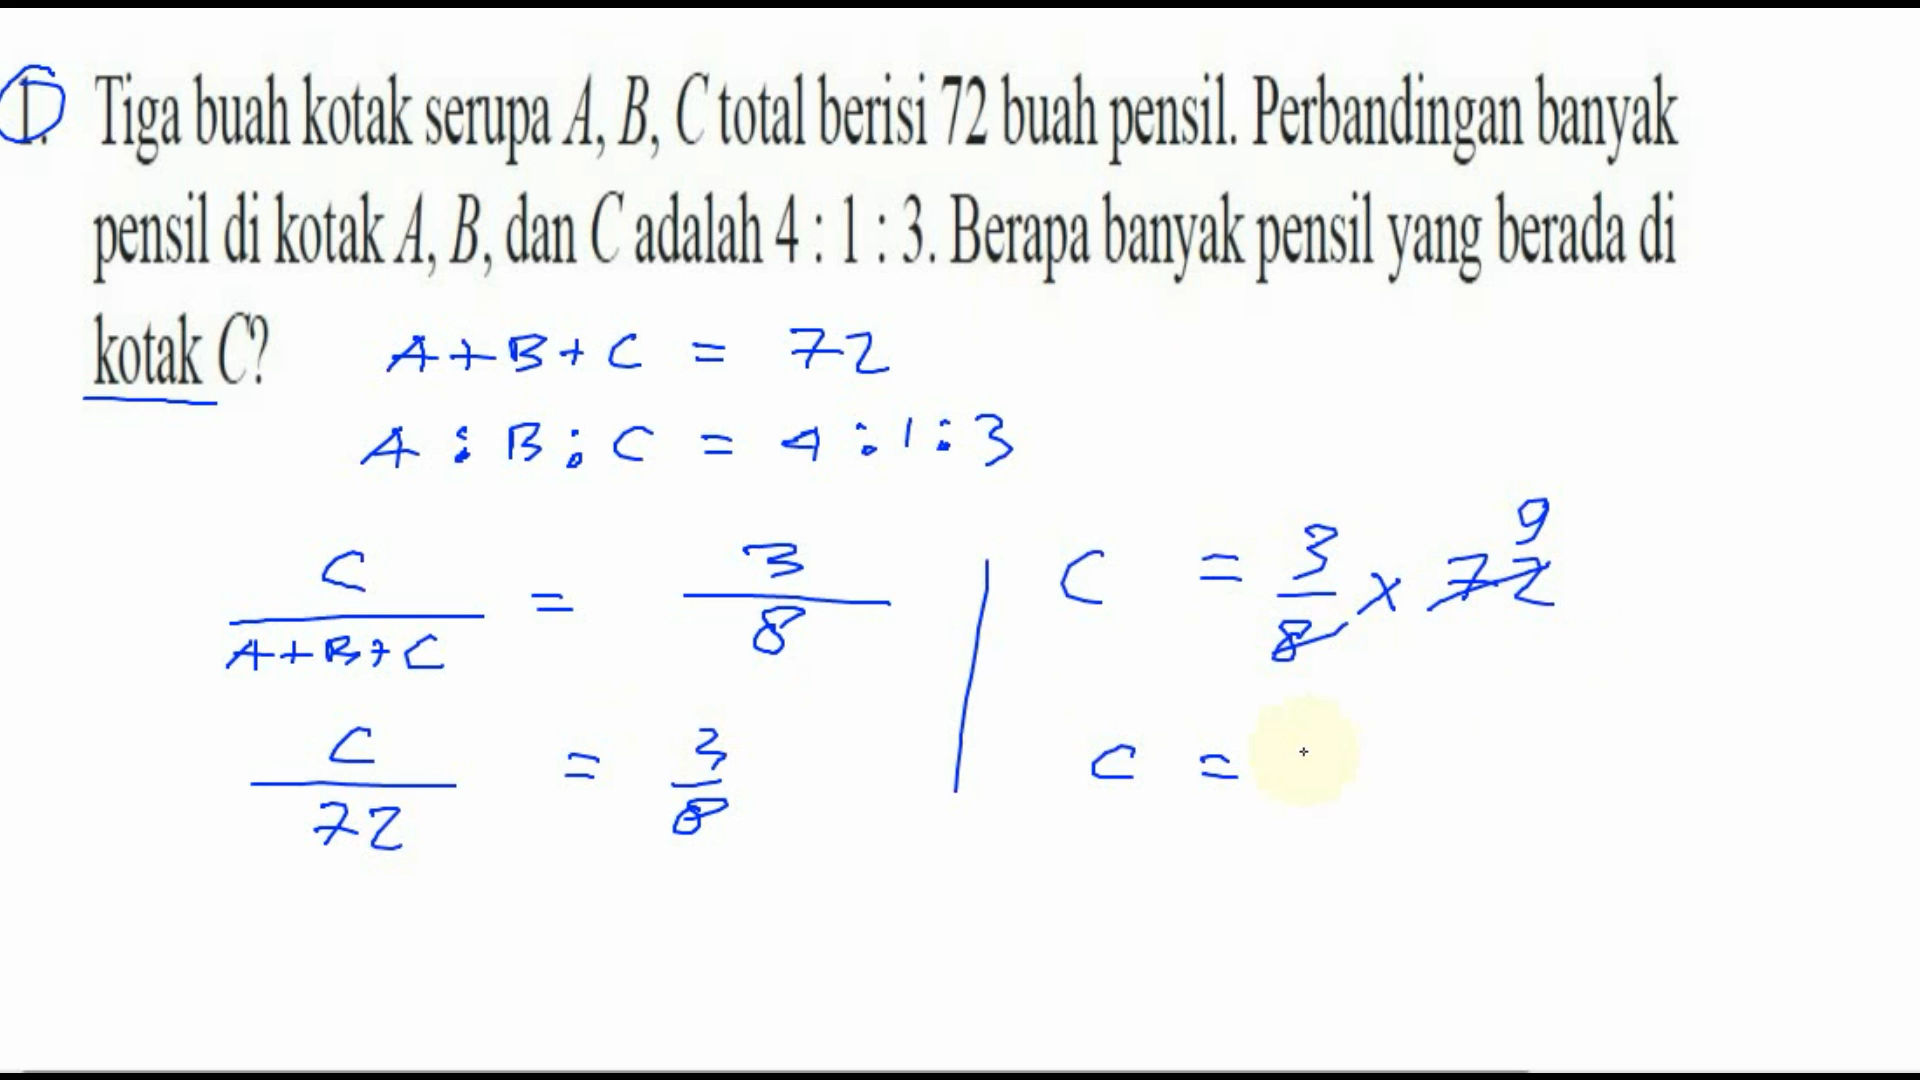 1. Tiga buah kotak serupa A, B, C total berisi 72 buah pensil. Perbandingan banyak
pensil di kotak A, B, dan C adalah 4 : 1 : 3. Berapa banyak pensil yang berada di
kotak C?
A + B + C = 72
A : B : C = 4 : 1 : 3
C
A + B + C
=
3
8
C
72
=
3
8
C = 3
8
× 72
9
C =